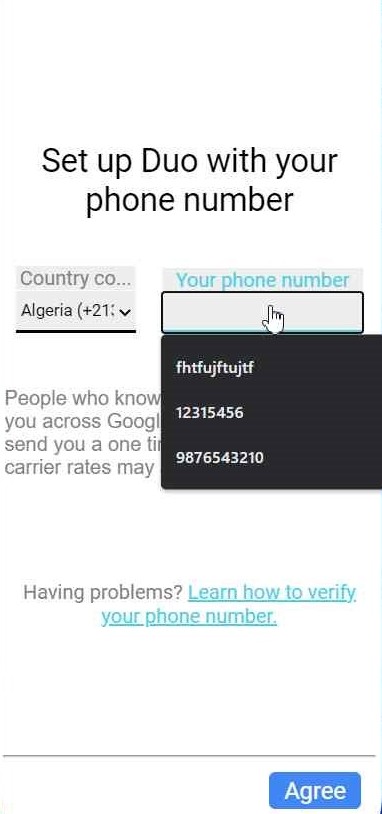 Set up Duo with your
phone number
Country co...
Your phone number
Algeria (+21
fhtfujftujtf
12315456
9876543210
People who know
you across Googl
send you a one ti
carrier rates may
Having problems? Learn how to verify
your phone number.
Agree